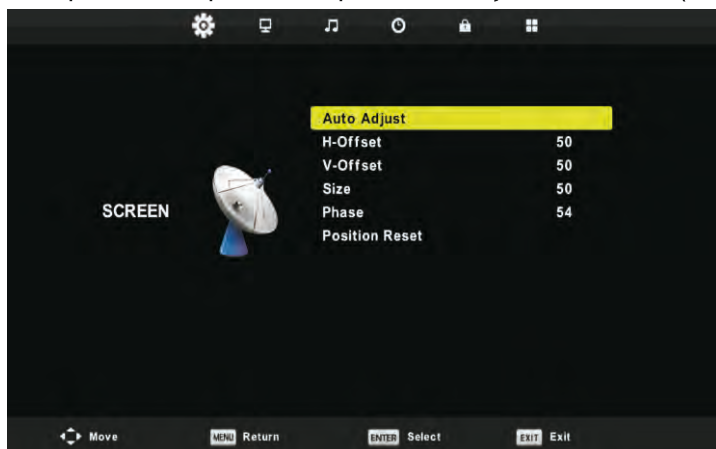 Auto Adjust
H-Offset 50
V-Offset 50
Size 50
SCREEN
Phase 54
Position Reset
Move MENU Return ENTER Select EXIT Exit